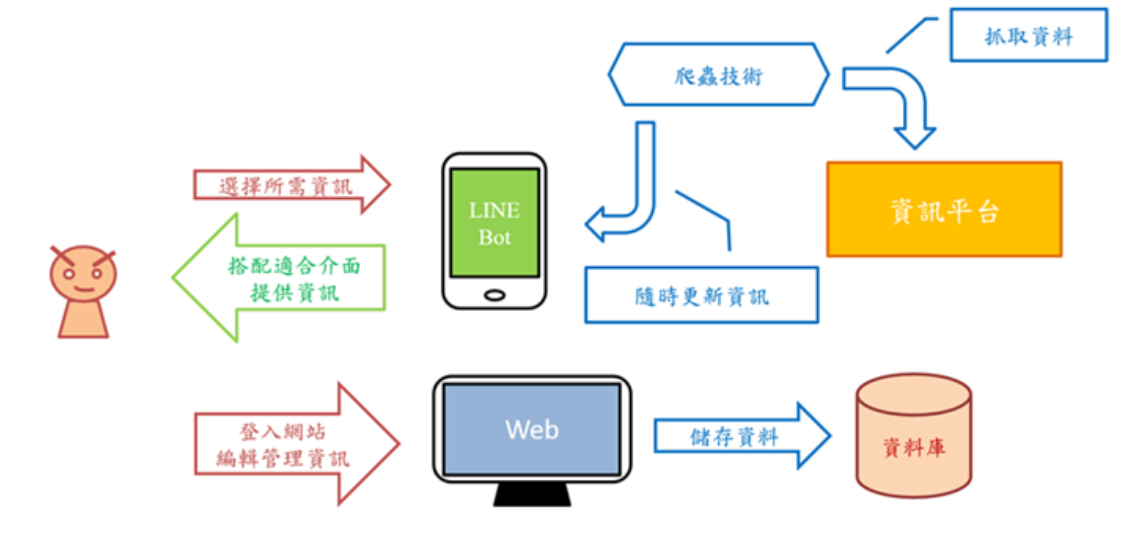 抓取資料
爬蟲技術
選擇所需資訊
LINE
Bot
資訊平台
搭配適合介面
提供資訊
隨時更新資訊
登入網站
編輯管理資訊
Web
儲存資料
資料庫